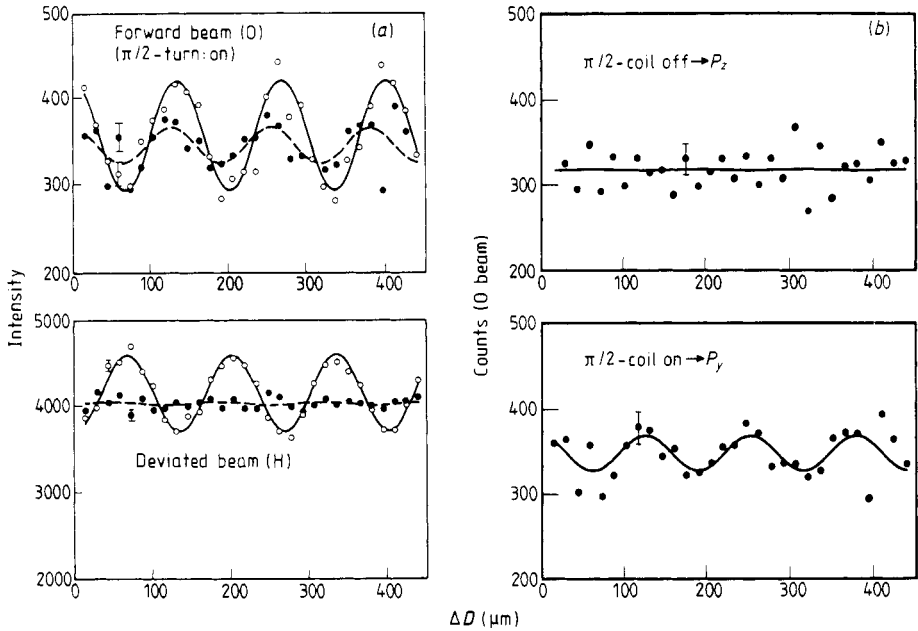 500
Forward beam (O)
(π/2-turn: on)
(a)
400
300
200
0 100 200 300 400
5000
4000
Deviated beam (H)
3000
2000
0 100 200 300 400
Intensity
500
(b)
π/2-coil off → Pz
400
300
200
0 100 200 300 400
500
π/2-coil on → Py
400
300
200
0 100 200 300 400
Counts (O beam)
ΔD (μm)